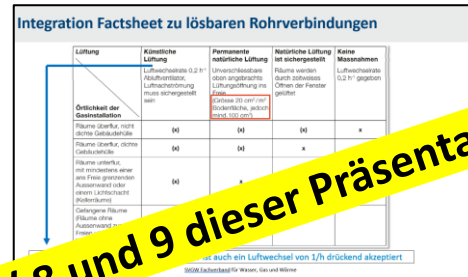 Integration Factsheet zu lösbaren Rohrverbindungen
Lüftung
Örtlichkeit der Gasinstallation
Künstliche Lüftung
Luftwechselrate 0,2 h⁻¹
Abluftventilator,
Luftnachströmung
muss sichergestellt
sein
Permanente natürliche Lüftung
Unverschliessbare
oben angebrachte
Lüftungsöffnung ins
Freie
(Grösse 20 cm² /m²
Bodenfläche, jedoch
mind. 100 cm²)
Natürliche Lüftung ist sichergestellt
Räume werden
durch zeitweises
Öffnen der Fenster
gelüftet
Keine Massnahmen
Luftwechselrate
0,2 h⁻¹ gegeben
Räume überflur, nicht
dichte Gebäudehülle
(x) (x) (x) x
Räume überflur, dichte
Gebäudehülle
(x) (x) x
Räume unterflur,
mit mindestens einer
ans Freie grenzenden
Aussenwand oder
einem Lichtschacht
(Kellerräume)
(x) x
Gefangene Räume
(Räume ohne
Aussenwand
8 und 9 dieser Präsenta
ist auch ein Luftwechsel von 1/h drückend akzeptiert
SVGW Fachverband für Wasser, Gas und Wärme